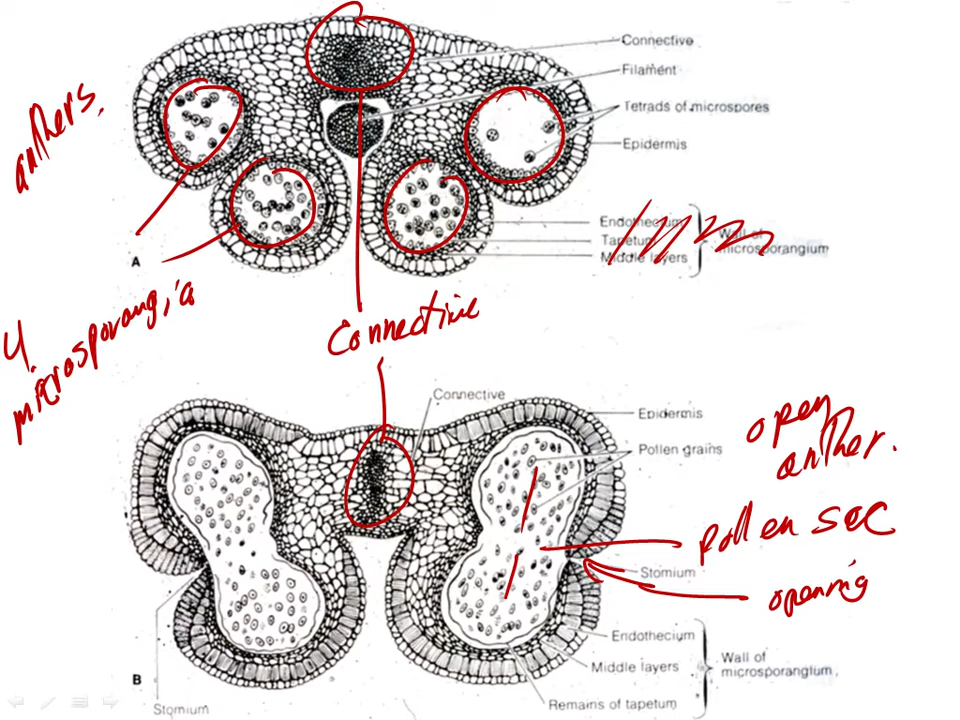 Connective
Filament
Tetrads of microspores
Epidermis
Endothecium
Tapetum
Middle layers
Wall of
microsporangium
A
anthers.
4
microsporangia
Connective
Connective
Epidermis
Pollen grains
open
anther.
pollen sac
Stomium
opening
Endothecium
Middle layers
Wall of
microsporangium,
Remains of tapetum
B
Stomium